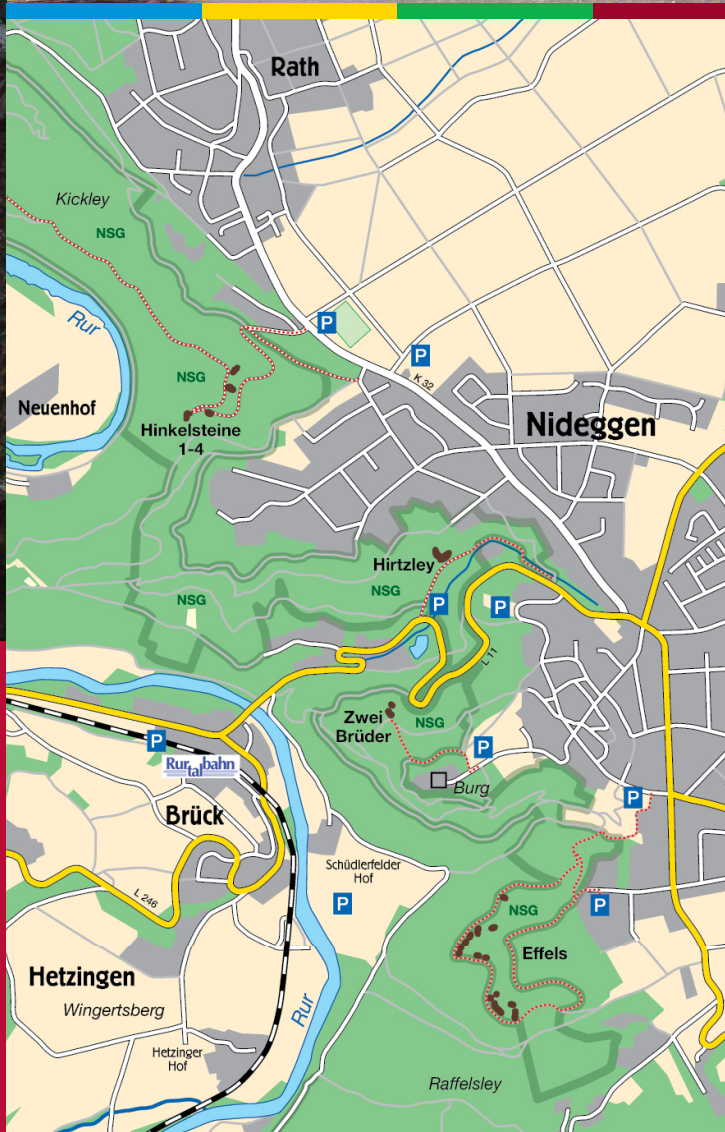 Rath
Kickley
NSG
Rur
P
P
K 32
NSG
Neuenhof
Hinkelsteine
1-4
Nideggen
Hirtzley
NSG
NSG
P
P
L11
Zwei
Brüder
NSG
P
P
Rurtalbahn
Burg
P
Brück
Schüdlerfelder
Hof
P
L 246
NSG
P
Effels
Hetzingen
Wingertsberg
Rur
Hetzinger
Hof
Raffelsley